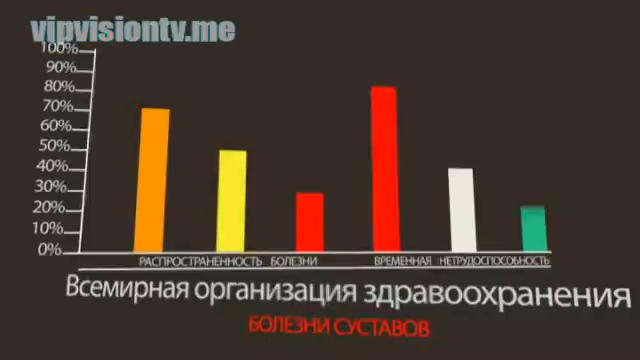 vipvisiontv.me
100%
90%
80%
70%
60%
50%
40%
30%
20%
10%
0%
РАСПРОСТРАНЕННОСТЬ БОЛЕЗНИ ВРЕМЕННАЯ НЕТРУДОСПОСОБНОСТЬ
Всемирная организация здравоохранения
БОЛЕЗНИ СУСТАВОВ